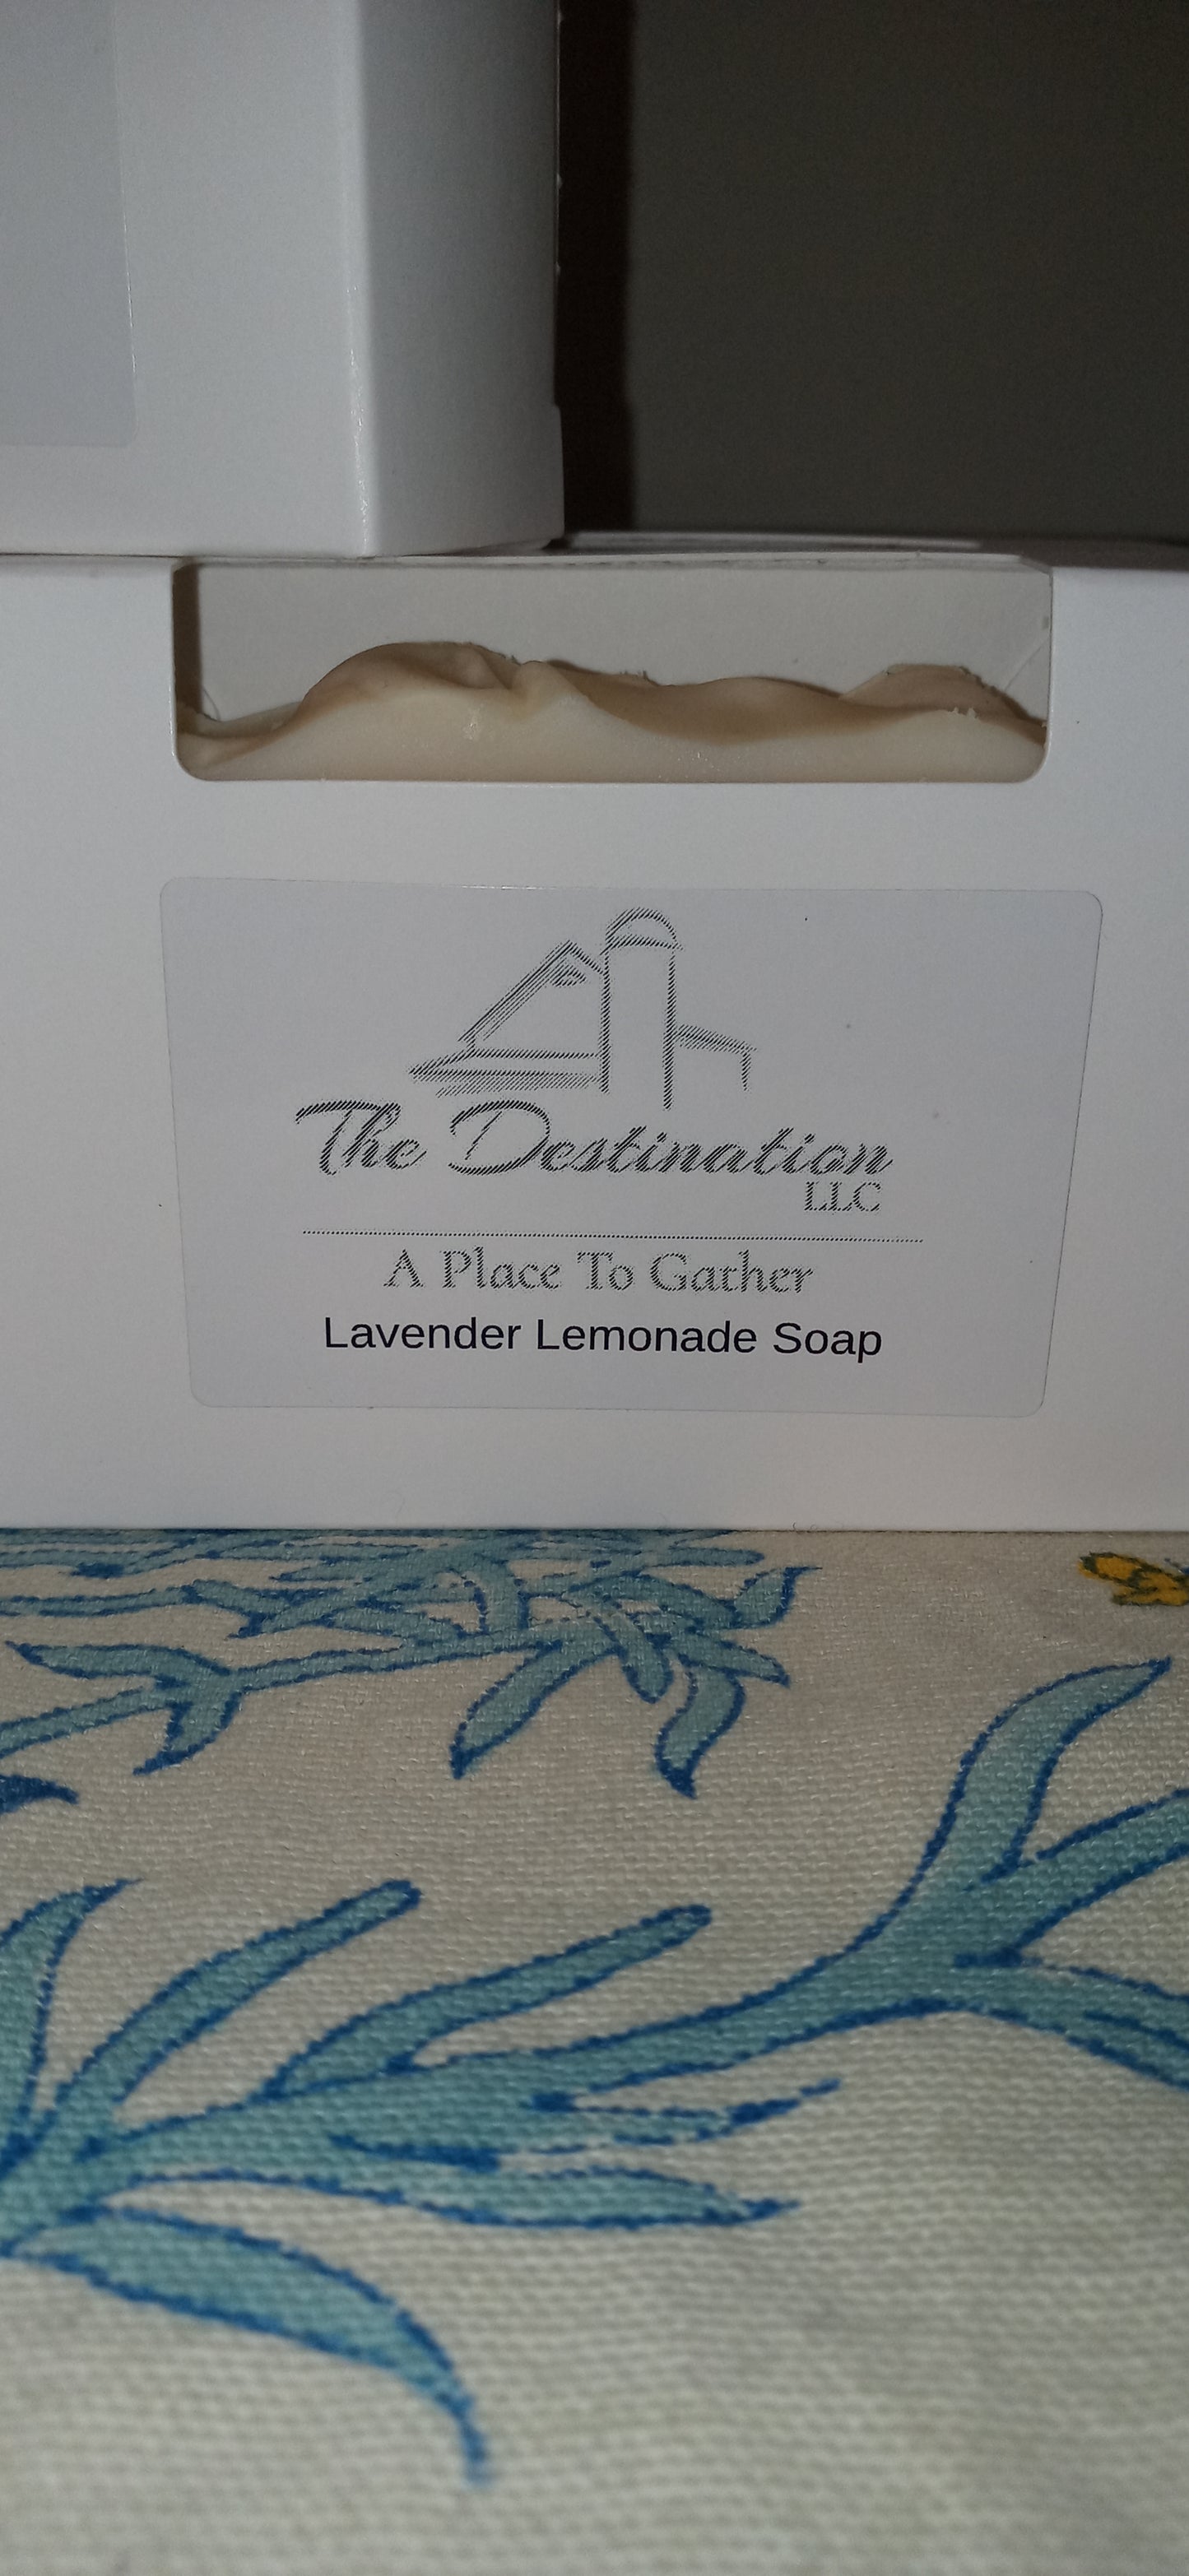 The Destination
LLC
A Place To Gather
Lavender Lemonade Soap